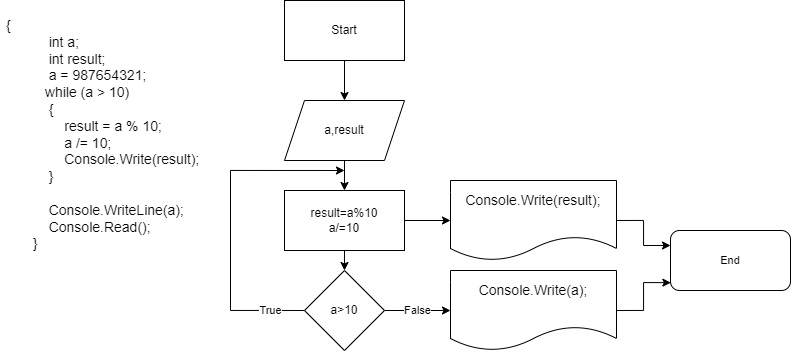 {
int a;
int result;
a = 987654321;
while (a > 10)
{
result = a % 10;
a /= 10;
Console.Write(result);
}
Console.WriteLine(a);
Console.Read();
}
Start
a,result
result=a%10
a/=10
Console.Write(result);
a>10
True
False
Console.Write(a);
End